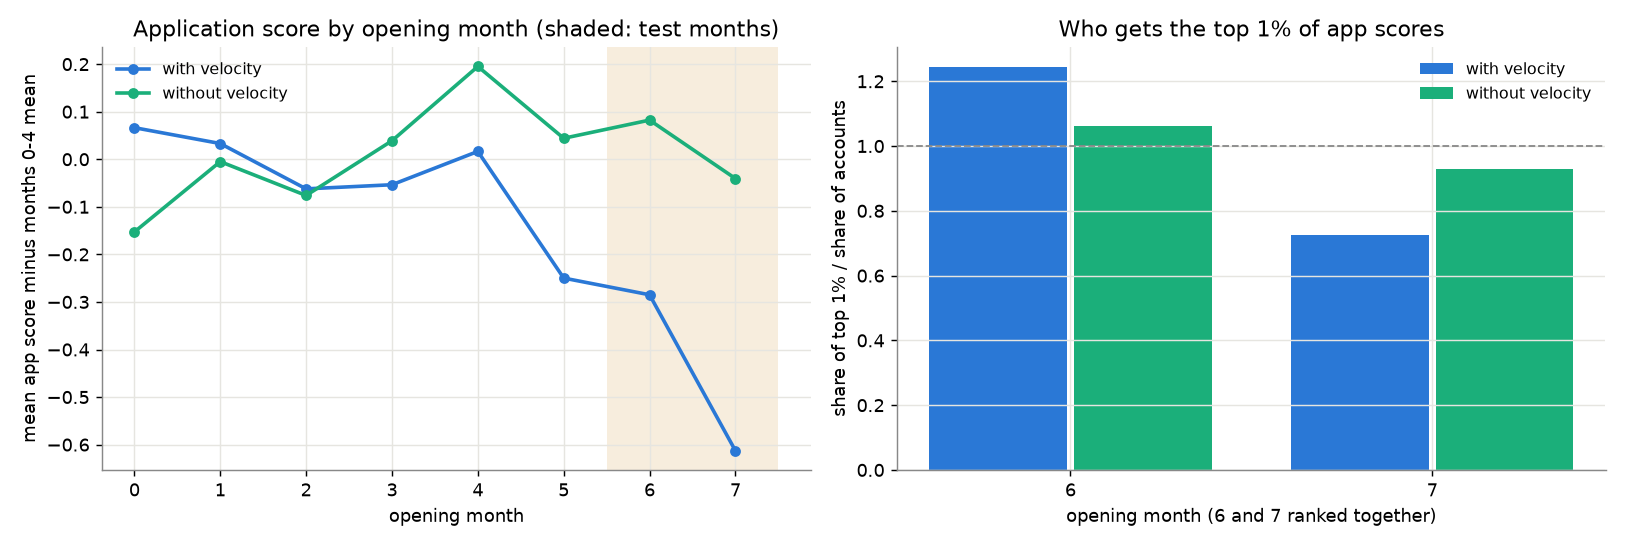 Application score by opening month (shaded: test months)
mean app score minus months 0-4 mean
0.2
0.1
0.0
−0.1
−0.2
−0.3
−0.4
−0.5
−0.6
with velocity
without velocity
0 1 2 3 4 5 6 7
opening month
Who gets the top 1% of app scores
share of top 1% / share of accounts
1.2
1.0
0.8
0.6
0.4
0.2
0.0
with velocity
without velocity
6 7
opening month (6 and 7 ranked together)